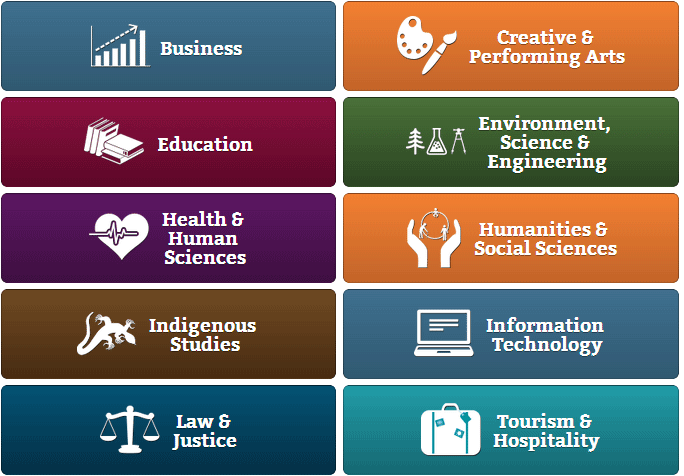 Business
Creative &
Performing Arts
Education
Environment,
Science &
Engineering
Health &
Human
Sciences
Humanities &
Social Sciences
Indigenous
Studies
Information
Technology
Law &
Justice
Tourism &
Hospitality